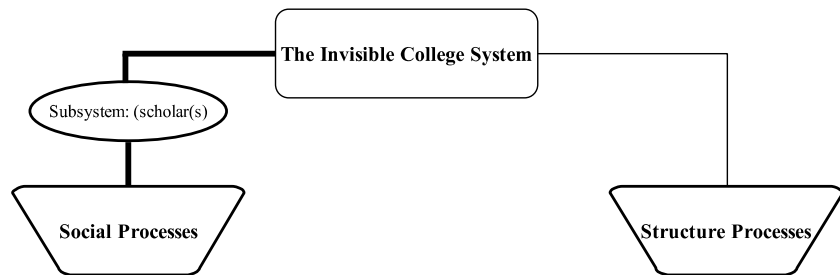 The Invisible College System
Subsystem: (scholar(s)
Social Processes
Structure Processes